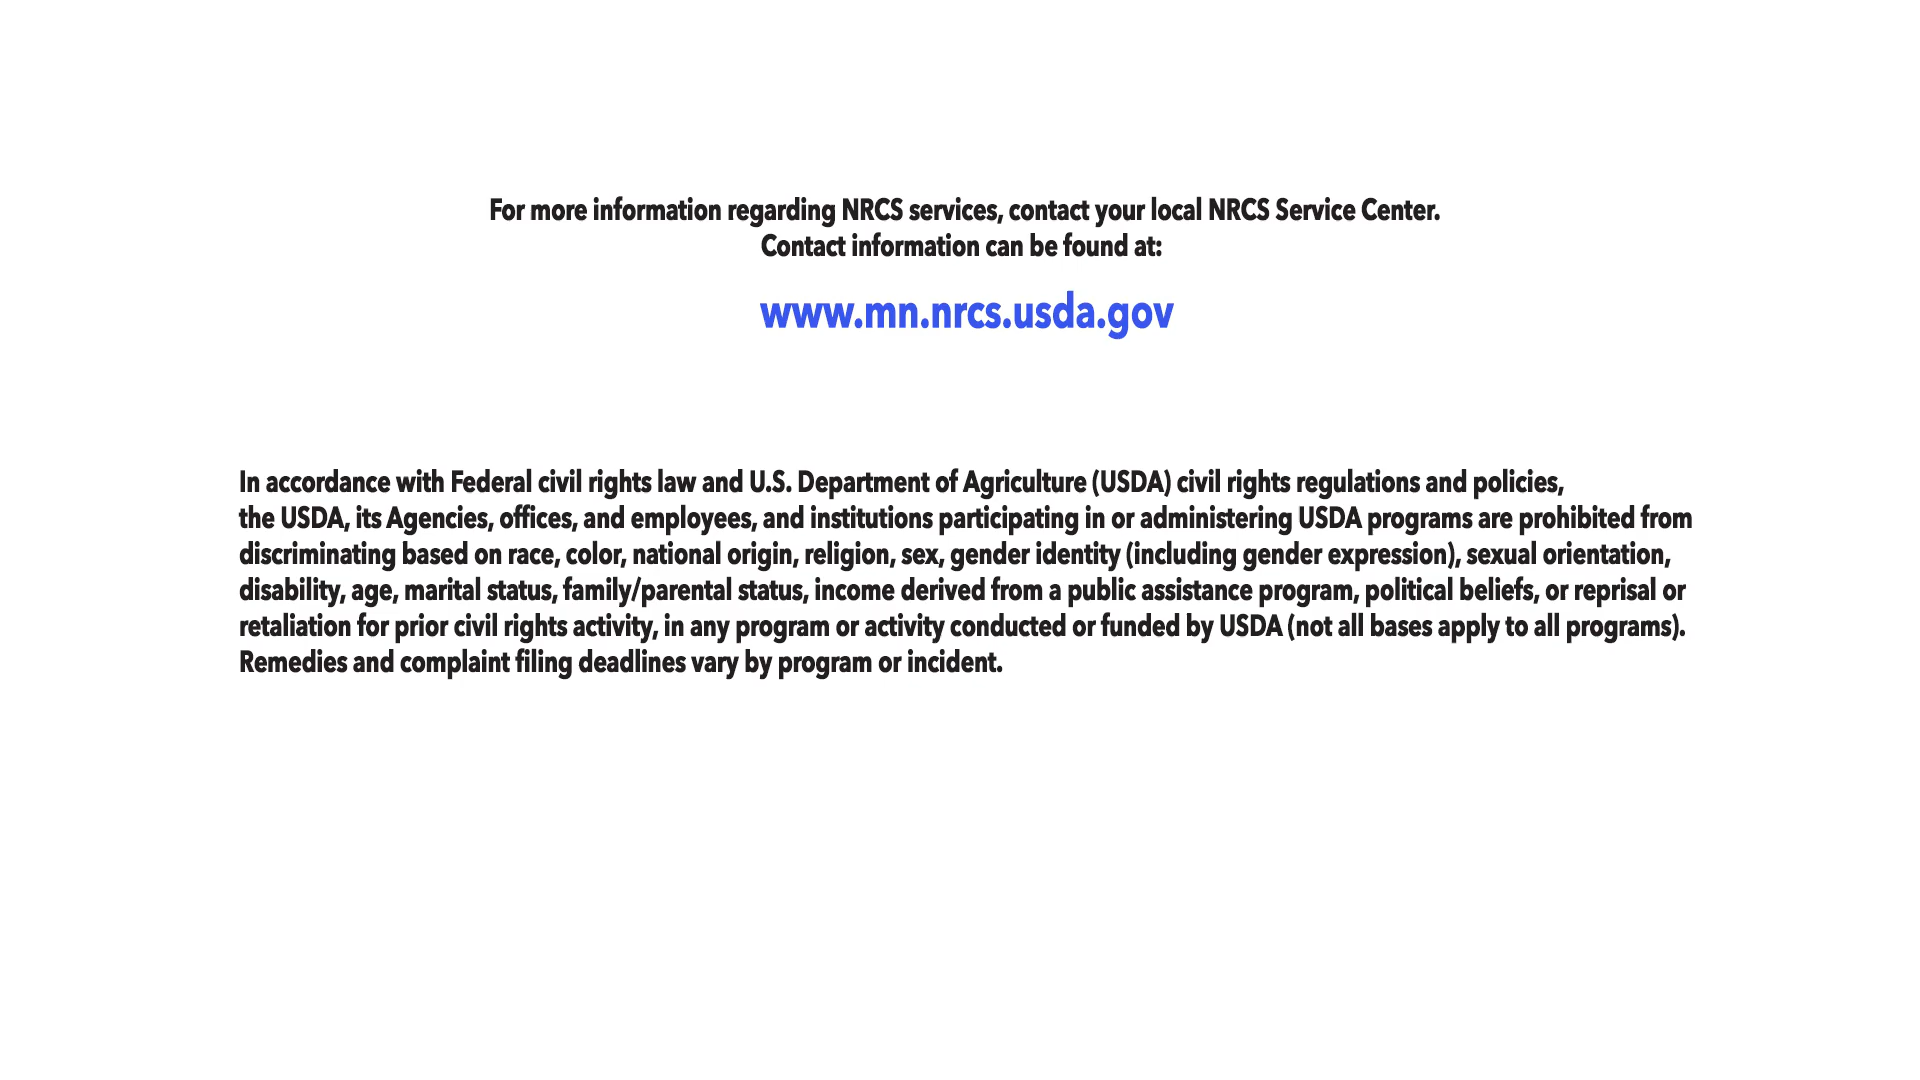 For more information regarding NRCS services, contact your local NRCS Service Center.
Contact information can be found at:
www.mn.nrcs.usda.gov
In accordance with Federal civil rights law and U.S. Department of Agriculture (USDA) civil rights regulations and policies,
the USDA, its Agencies, offices, and employees, and institutions participating in or administering USDA programs are prohibited from
discriminating based on race, color, national origin, religion, sex, gender identity (including gender expression), sexual orientation,
disability, age, marital status, family/parental status, income derived from a public assistance program, political beliefs, or reprisal or
retaliation for prior civil rights activity, in any program or activity conducted or funded by USDA (not all bases apply to all programs).
Remedies and complaint filing deadlines vary by program or incident.